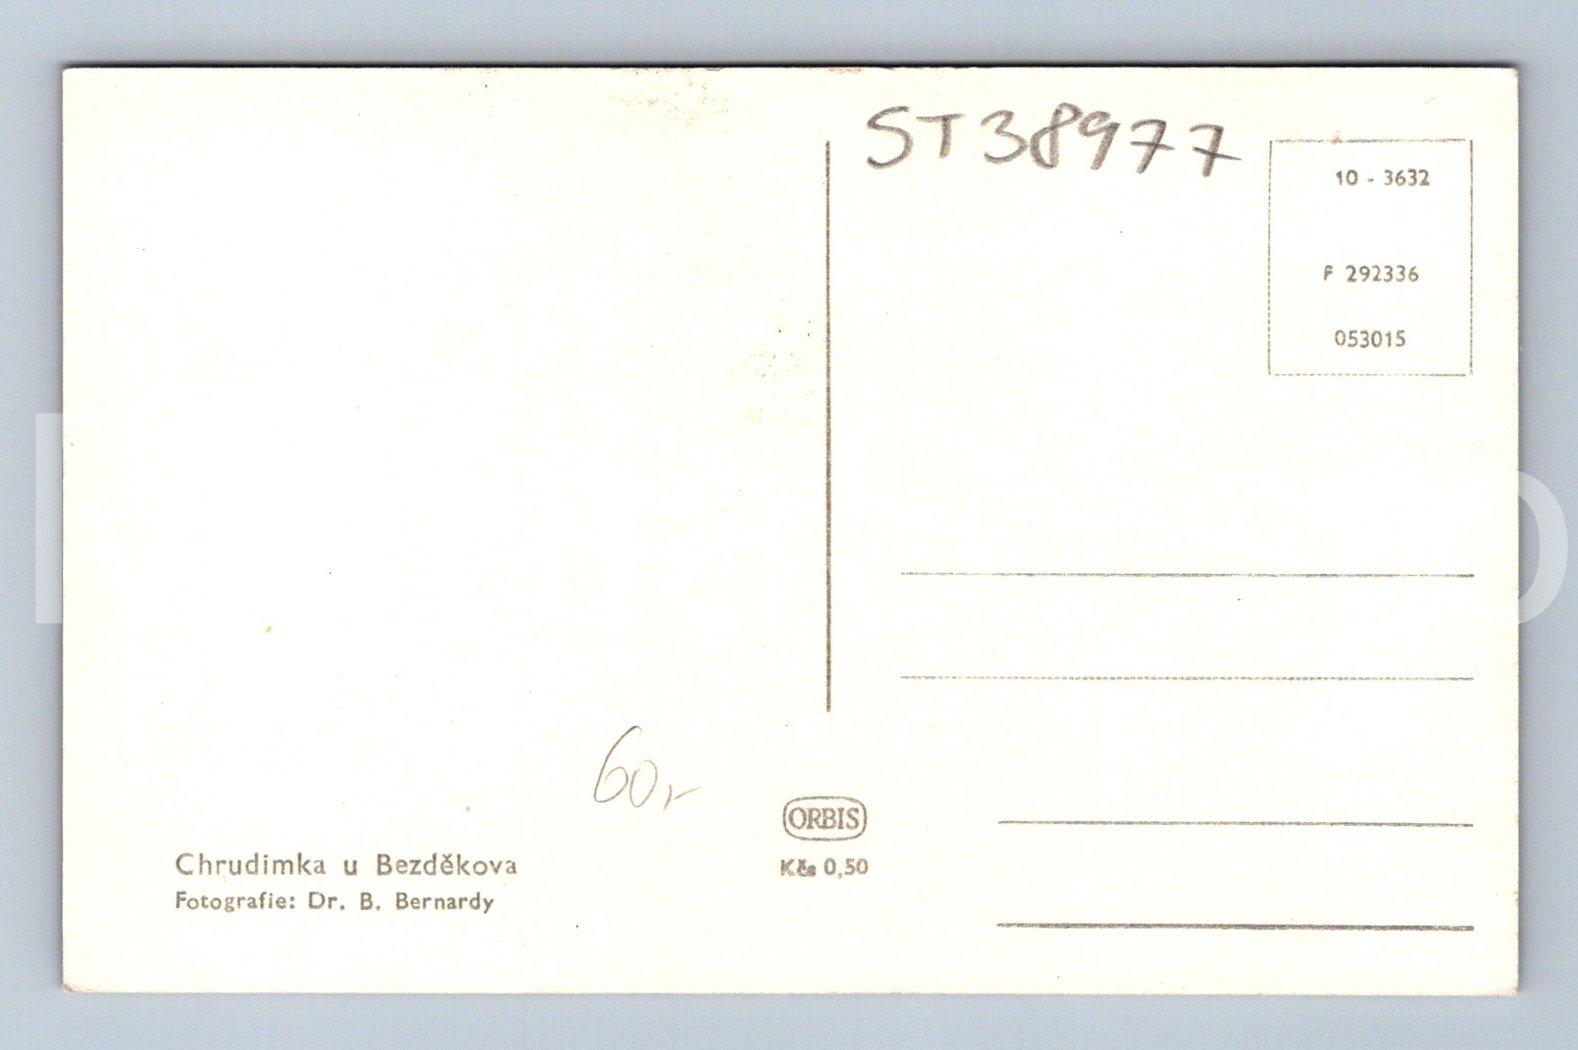 ST38977
10 - 3632
F 292336
053015
60,-
ORBIS
Kčs 0,50
Chrudimka u Bezděkova
Fotografie: Dr. B. Bernardy